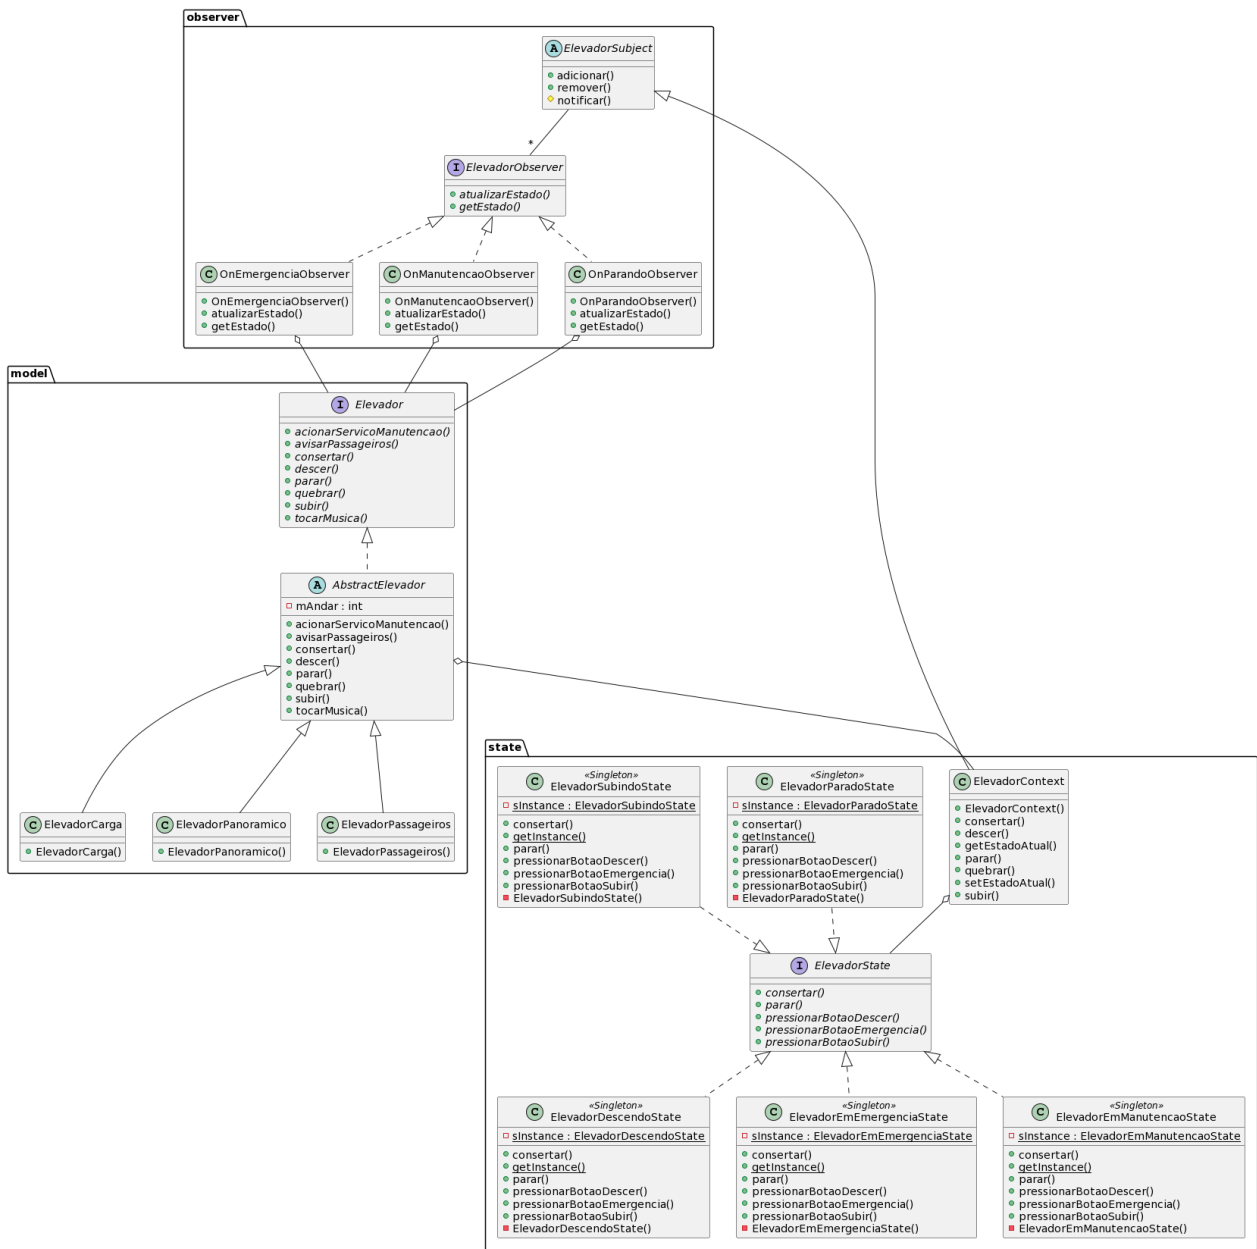 observer
A ElevadorSubject
adicionar()
remover()
notificar()
*
I ElevadorObserver
atualizarEstado()
getEstado()
C OnEmergenciaObserver
OnEmergenciaObserver()
atualizarEstado()
getEstado()
C OnManutencaoObserver
OnManutencaoObserver()
atualizarEstado()
getEstado()
C OnParandoObserver
OnParandoObserver()
atualizarEstado()
getEstado()
model
I Elevador
acionarServicoManutencao()
avisarPassageiros()
consertar()
descer()
parar()
quebrar()
subir()
tocarMusica()
A AbstractElevador
mAndar : int
acionarServicoManutencao()
avisarPassageiros()
consertar()
descer()
parar()
quebrar()
subir()
tocarMusica()
C ElevadorCarga
ElevadorCarga()
C ElevadorPanoramico
ElevadorPanoramico()
C ElevadorPassageiros
ElevadorPassageiros()
state
«Singleton»
C ElevadorSubindoState
sInstance : ElevadorSubindoState
consertar()
getInstance()
parar()
pressionarBotaoDescer()
pressionarBotaoEmergencia()
pressionarBotaoSubir()
ElevadorSubindoState()
«Singleton»
C ElevadorParadoState
sInstance : ElevadorParadoState
consertar()
getInstance()
parar()
pressionarBotaoDescer()
pressionarBotaoEmergencia()
pressionarBotaoSubir()
ElevadorParadoState()
C ElevadorContext
ElevadorContext()
consertar()
descer()
getEstadoAtual()
parar()
quebrar()
setEstadoAtual()
subir()
I ElevadorState
consertar()
parar()
pressionarBotaoDescer()
pressionarBotaoEmergencia()
pressionarBotaoSubir()
«Singleton»
C ElevadorDescendoState
sInstance : ElevadorDescendoState
consertar()
getInstance()
parar()
pressionarBotaoDescer()
pressionarBotaoEmergencia()
pressionarBotaoSubir()
ElevadorDescendoState()
«Singleton»
C ElevadorEmEmergenciaState
sInstance : ElevadorEmEmergenciaState
consertar()
getInstance()
parar()
pressionarBotaoDescer()
pressionarBotaoEmergencia()
pressionarBotaoSubir()
ElevadorEmEmergenciaState()
«Singleton»
C ElevadorEmManutencaoState
sInstance : ElevadorEmManutencaoState
consertar()
getInstance()
parar()
pressionarBotaoDescer()
pressionarBotaoEmergencia()
pressionarBotaoSubir()
ElevadorEmManutencaoState()